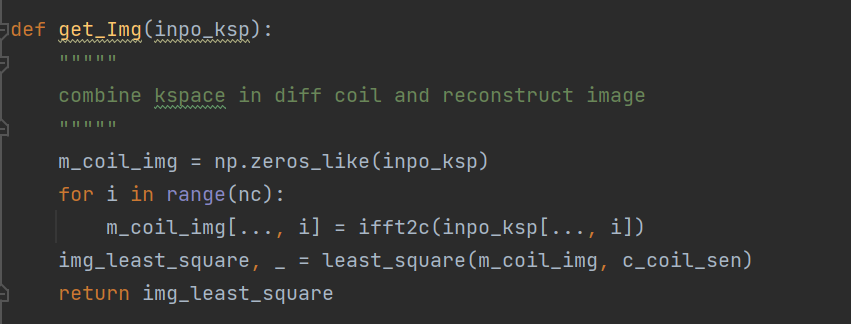 def get_Img(inpo_ksp):
    """""
    combine kspace in diff coil and reconstruct image
    """""
    m_coil_img = np.zeros_like(inpo_ksp)
    for i in range(nc):
        m_coil_img[..., i] = ifft2c(inpo_ksp[..., i])
    img_least_square, _ = least_square(m_coil_img, c_coil_sen)
    return img_least_square